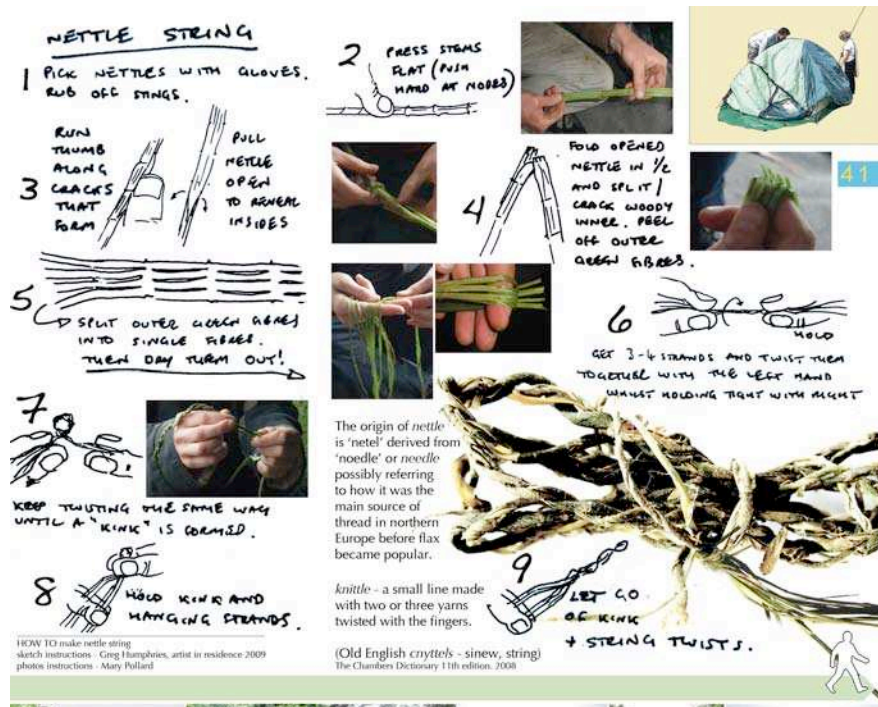 NETTLE STRING
1 PICK NETTLES WITH GLOVES.
RUB OFF STINGS.
2 PRESS STEMS
FLAT (PUSH
HARD AT NODES)
3 RUN
THUMB
ALONG
CRACKS
THAT
FORM
PULL
NETTLE
OPEN
TO REVEAL
INSIDES
4 FOLD OPENED
NETTLE IN 1/2
AND SPLIT /
CRACK WOODY
INNER. PEEL
OFF OUTER
GREEN FIBRES.
41
5
SPLIT OUTER GREEN FIBRES
INTO SINGLE FIBRES.
THEN DRY THEM OUT!
6
HOLD
GET 3-4 STRANDS AND TWIST THEM
TOGETHER WITH THE LEFT HAND
WHILST HOLDING TIGHT WITH RIGHT
7
KEEP TWISTING THE SAME WAY
UNTIL A "KINK" IS FORMED.
The origin of nettle
is 'netel' derived from
'noedle' or needle
possibly referring
to how it was the
main source of
thread in northern
Europe before flax
became popular.
8 HOLD KINK AND
HANGING STRANDS.
knittle - a small line made
with two or three yarns
twisted with the fingers.
(Old English cnyttels - sinew, string)
The Chambers Dictionary 11th edition. 2008
9 LET GO
OF KINK
+ STRING TWISTS.
HOW TO make nettle string
sketch instructions - Greg Humphries, artist in residence 2009
photos instructions - Mary Pollard